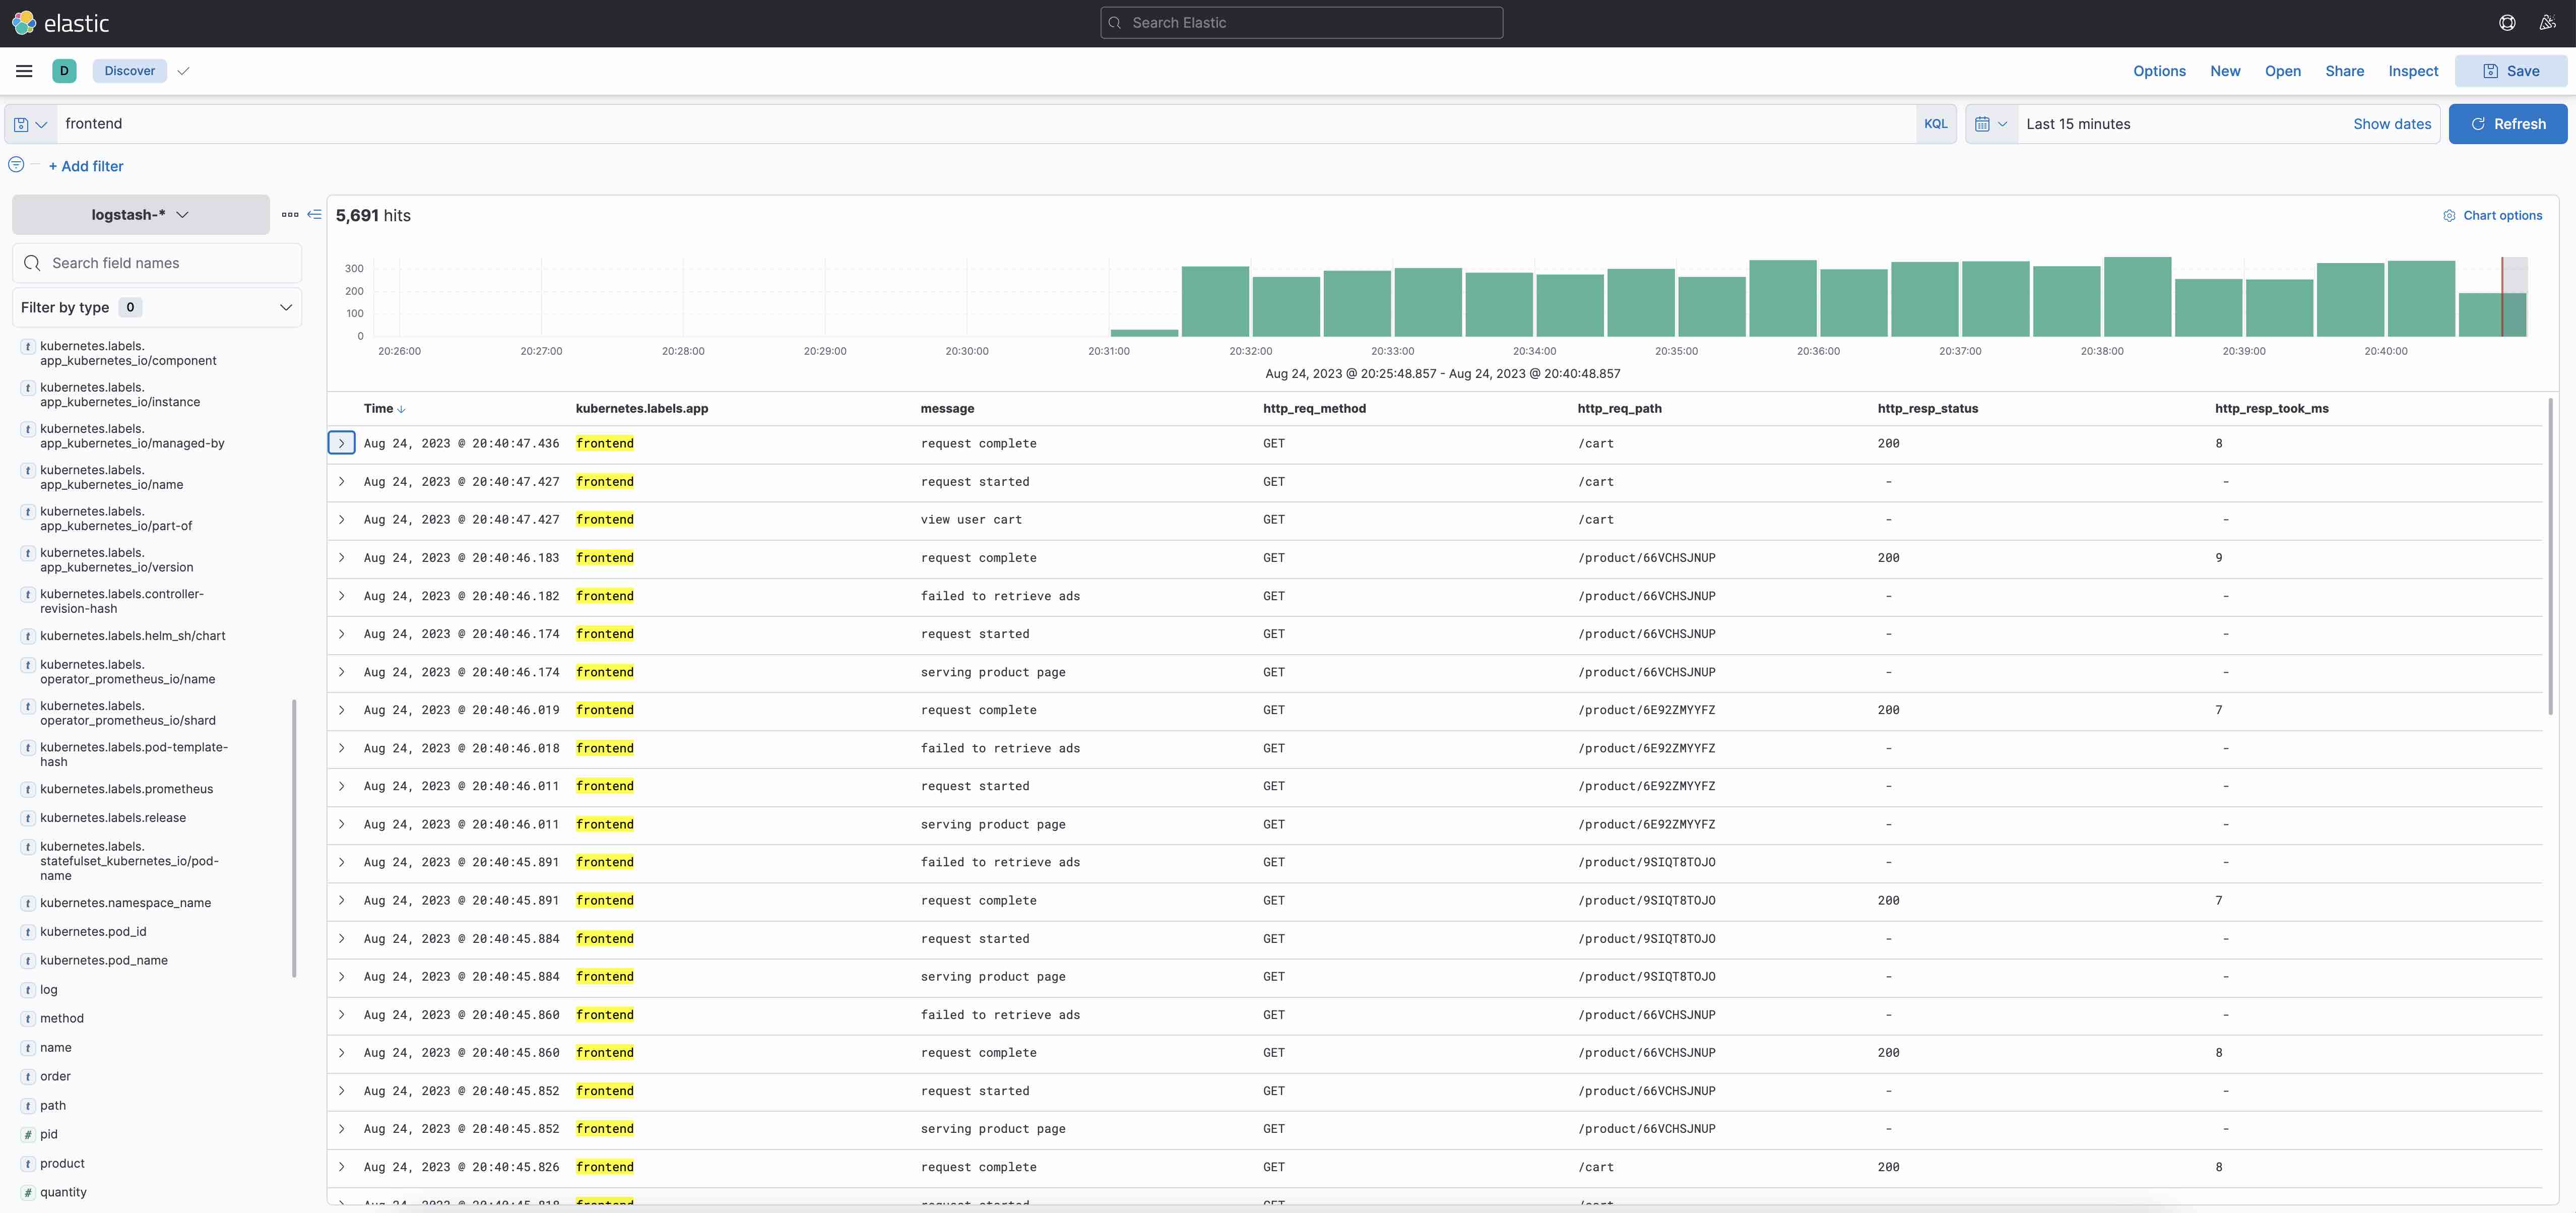 elastic
Search Elastic
D
Discover
Options New Open Share Inspect Save
frontend
KQL
Last 15 minutes
Show dates
Refresh
+ Add filter
logstash-*
Search field names
Filter by type 0
t kubernetes.labels.
app_kubernetes_io/component
t kubernetes.labels.
app_kubernetes_io/instance
t kubernetes.labels.
app_kubernetes_io/managed-by
t kubernetes.labels.
app_kubernetes_io/name
t kubernetes.labels.
app_kubernetes_io/part-of
t kubernetes.labels.
app_kubernetes_io/version
t kubernetes.labels.controller-
revision-hash
t kubernetes.labels.helm_sh/chart
t kubernetes.labels.
operator_prometheus_io/name
t kubernetes.labels.
operator_prometheus_io/shard
t kubernetes.labels.pod-template-
hash
t kubernetes.labels.prometheus
t kubernetes.labels.release
t kubernetes.labels.
statefulset_kubernetes_io/pod-
name
t kubernetes.namespace_name
t kubernetes.pod_id
t kubernetes.pod_name
t log
t method
t name
t order
t path
# pid
t product
# quantity
5,691 hits
Chart options
300
200
100
0
20:26:00 20:27:00 20:28:00 20:29:00 20:30:00 20:31:00 20:32:00 20:33:00 20:34:00 20:35:00 20:36:00 20:37:00 20:38:00 20:39:00 20:40:00
Aug 24, 2023 @ 20:25:48.857 - Aug 24, 2023 @ 20:40:48.857
Time kubernetes.labels.app message http_req_method http_req_path http_resp_status http_resp_took_ms
Aug 24, 2023 @ 20:40:47.436 frontend request complete GET /cart 200 8
Aug 24, 2023 @ 20:40:47.427 frontend request started GET /cart - -
Aug 24, 2023 @ 20:40:47.427 frontend view user cart GET /cart - -
Aug 24, 2023 @ 20:40:46.183 frontend request complete GET /product/66VCHSJNUP 200 9
Aug 24, 2023 @ 20:40:46.182 frontend failed to retrieve ads GET /product/66VCHSJNUP - -
Aug 24, 2023 @ 20:40:46.174 frontend request started GET /product/66VCHSJNUP - -
Aug 24, 2023 @ 20:40:46.174 frontend serving product page GET /product/66VCHSJNUP - -
Aug 24, 2023 @ 20:40:46.019 frontend request complete GET /product/6E92ZMYYFZ 200 7
Aug 24, 2023 @ 20:40:46.018 frontend failed to retrieve ads GET /product/6E92ZMYYFZ - -
Aug 24, 2023 @ 20:40:46.011 frontend request started GET /product/6E92ZMYYFZ - -
Aug 24, 2023 @ 20:40:46.011 frontend serving product page GET /product/6E92ZMYYFZ - -
Aug 24, 2023 @ 20:40:45.891 frontend failed to retrieve ads GET /product/9SIQT8TOJO - -
Aug 24, 2023 @ 20:40:45.891 frontend request complete GET /product/9SIQT8TOJO 200 7
Aug 24, 2023 @ 20:40:45.884 frontend request started GET /product/9SIQT8TOJO - -
Aug 24, 2023 @ 20:40:45.884 frontend serving product page GET /product/9SIQT8TOJO - -
Aug 24, 2023 @ 20:40:45.860 frontend failed to retrieve ads GET /product/66VCHSJNUP - -
Aug 24, 2023 @ 20:40:45.860 frontend request complete GET /product/66VCHSJNUP 200 8
Aug 24, 2023 @ 20:40:45.852 frontend request started GET /product/66VCHSJNUP - -
Aug 24, 2023 @ 20:40:45.852 frontend serving product page GET /product/66VCHSJNUP - -
Aug 24, 2023 @ 20:40:45.826 frontend request complete GET /cart 200 8